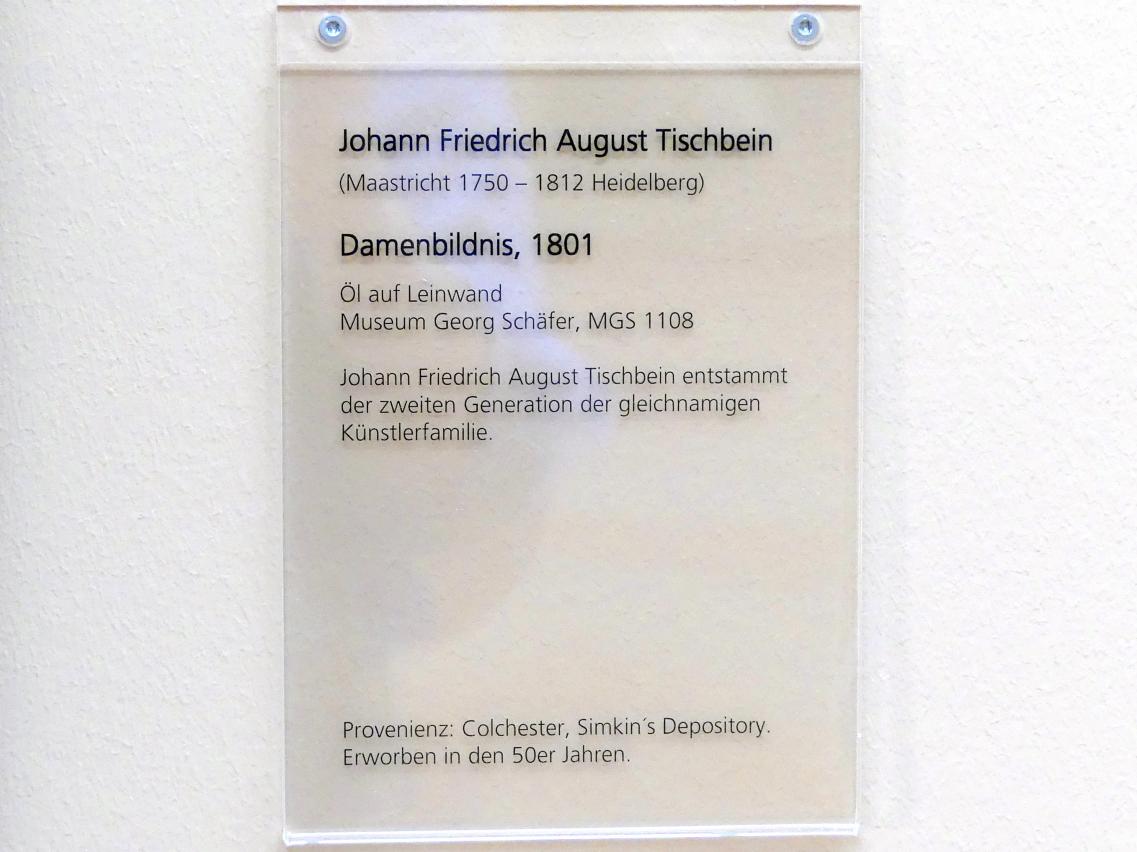 Johann Friedrich August Tischbein
(Maastricht 1750 – 1812 Heidelberg)
Damenbildnis, 1801
Öl auf Leinwand
Museum Georg Schäfer, MGS 1108
Johann Friedrich August Tischbein entstammt
der zweiten Generation der gleichnamigen
Künstlerfamilie.
Provenienz: Colchester, Simkin´s Depository.
Erworben in den 50er Jahren.